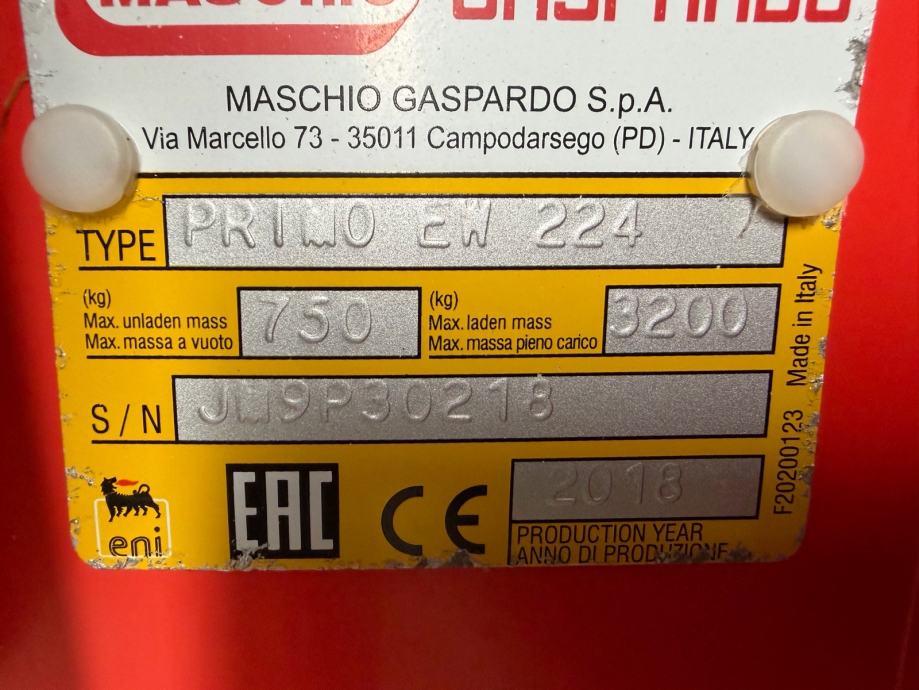 MASCHIO GASPARDO
MASCHIO GASPARDO S.p.A.
Via Marcello 73 - 35011 Campodarsego (PD) - ITALY
TYPE PRIMO EW 224 /
(kg)
Max. unladen mass
Max. massa a vuoto
750
(kg)
Max. laden mass
Max. massa pieno carico
3200
S/N JM9P30218
eni
EAC
CE
2018
PRODUCTION YEAR
ANNO DI PRODUZIONE
F20200123 Made in Italy